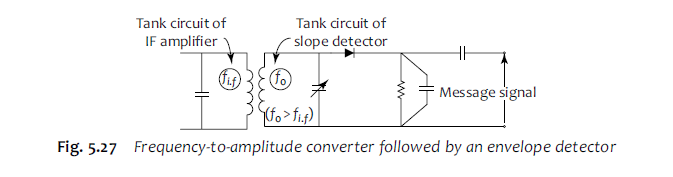 Tank circuit of
IF amplifier
Tank circuit of
slope detector
fi.f
fo
(fo > fi.f)
Message signal
Fig. 5.27 Frequency-to-amplitude converter followed by an envelope detector